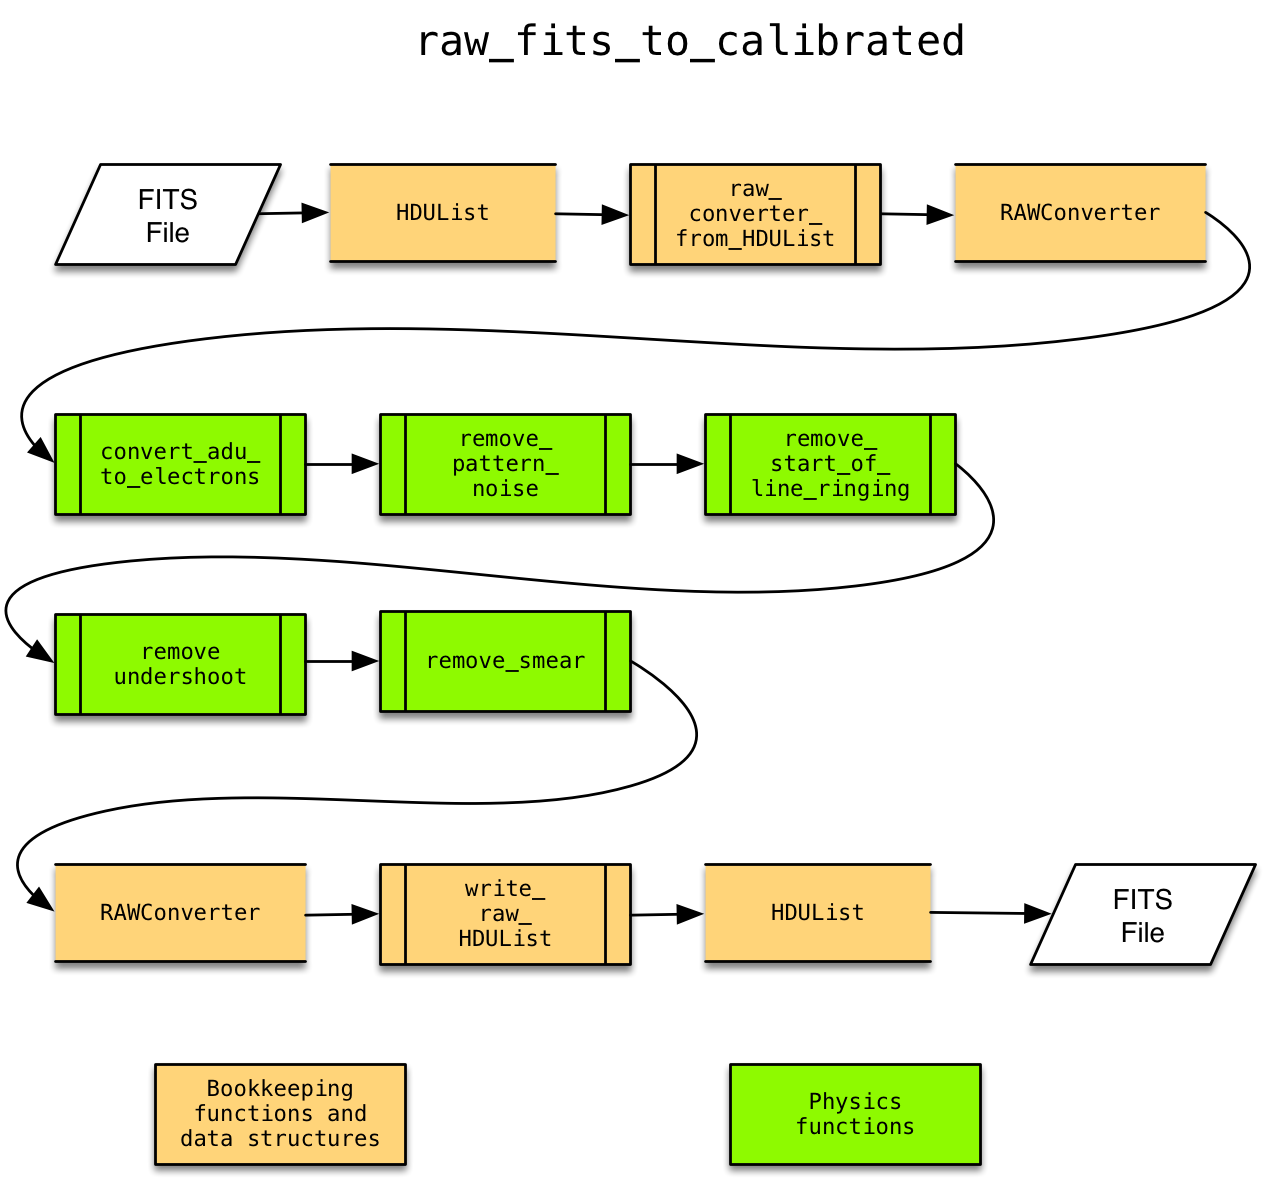 raw_fits_to_calibrated
FITS
File
HDUList
raw_
converter_
from_HDUList
RAWConverter
convert_adu_
to_electrons
remove_
pattern_
noise
remove_
start_of_
line_ringing
remove
undershoot
remove_smear
RAWConverter
write_
raw_
HDUList
HDUList
FITS
File
Bookkeeping
functions and
data structures
Physics
functions